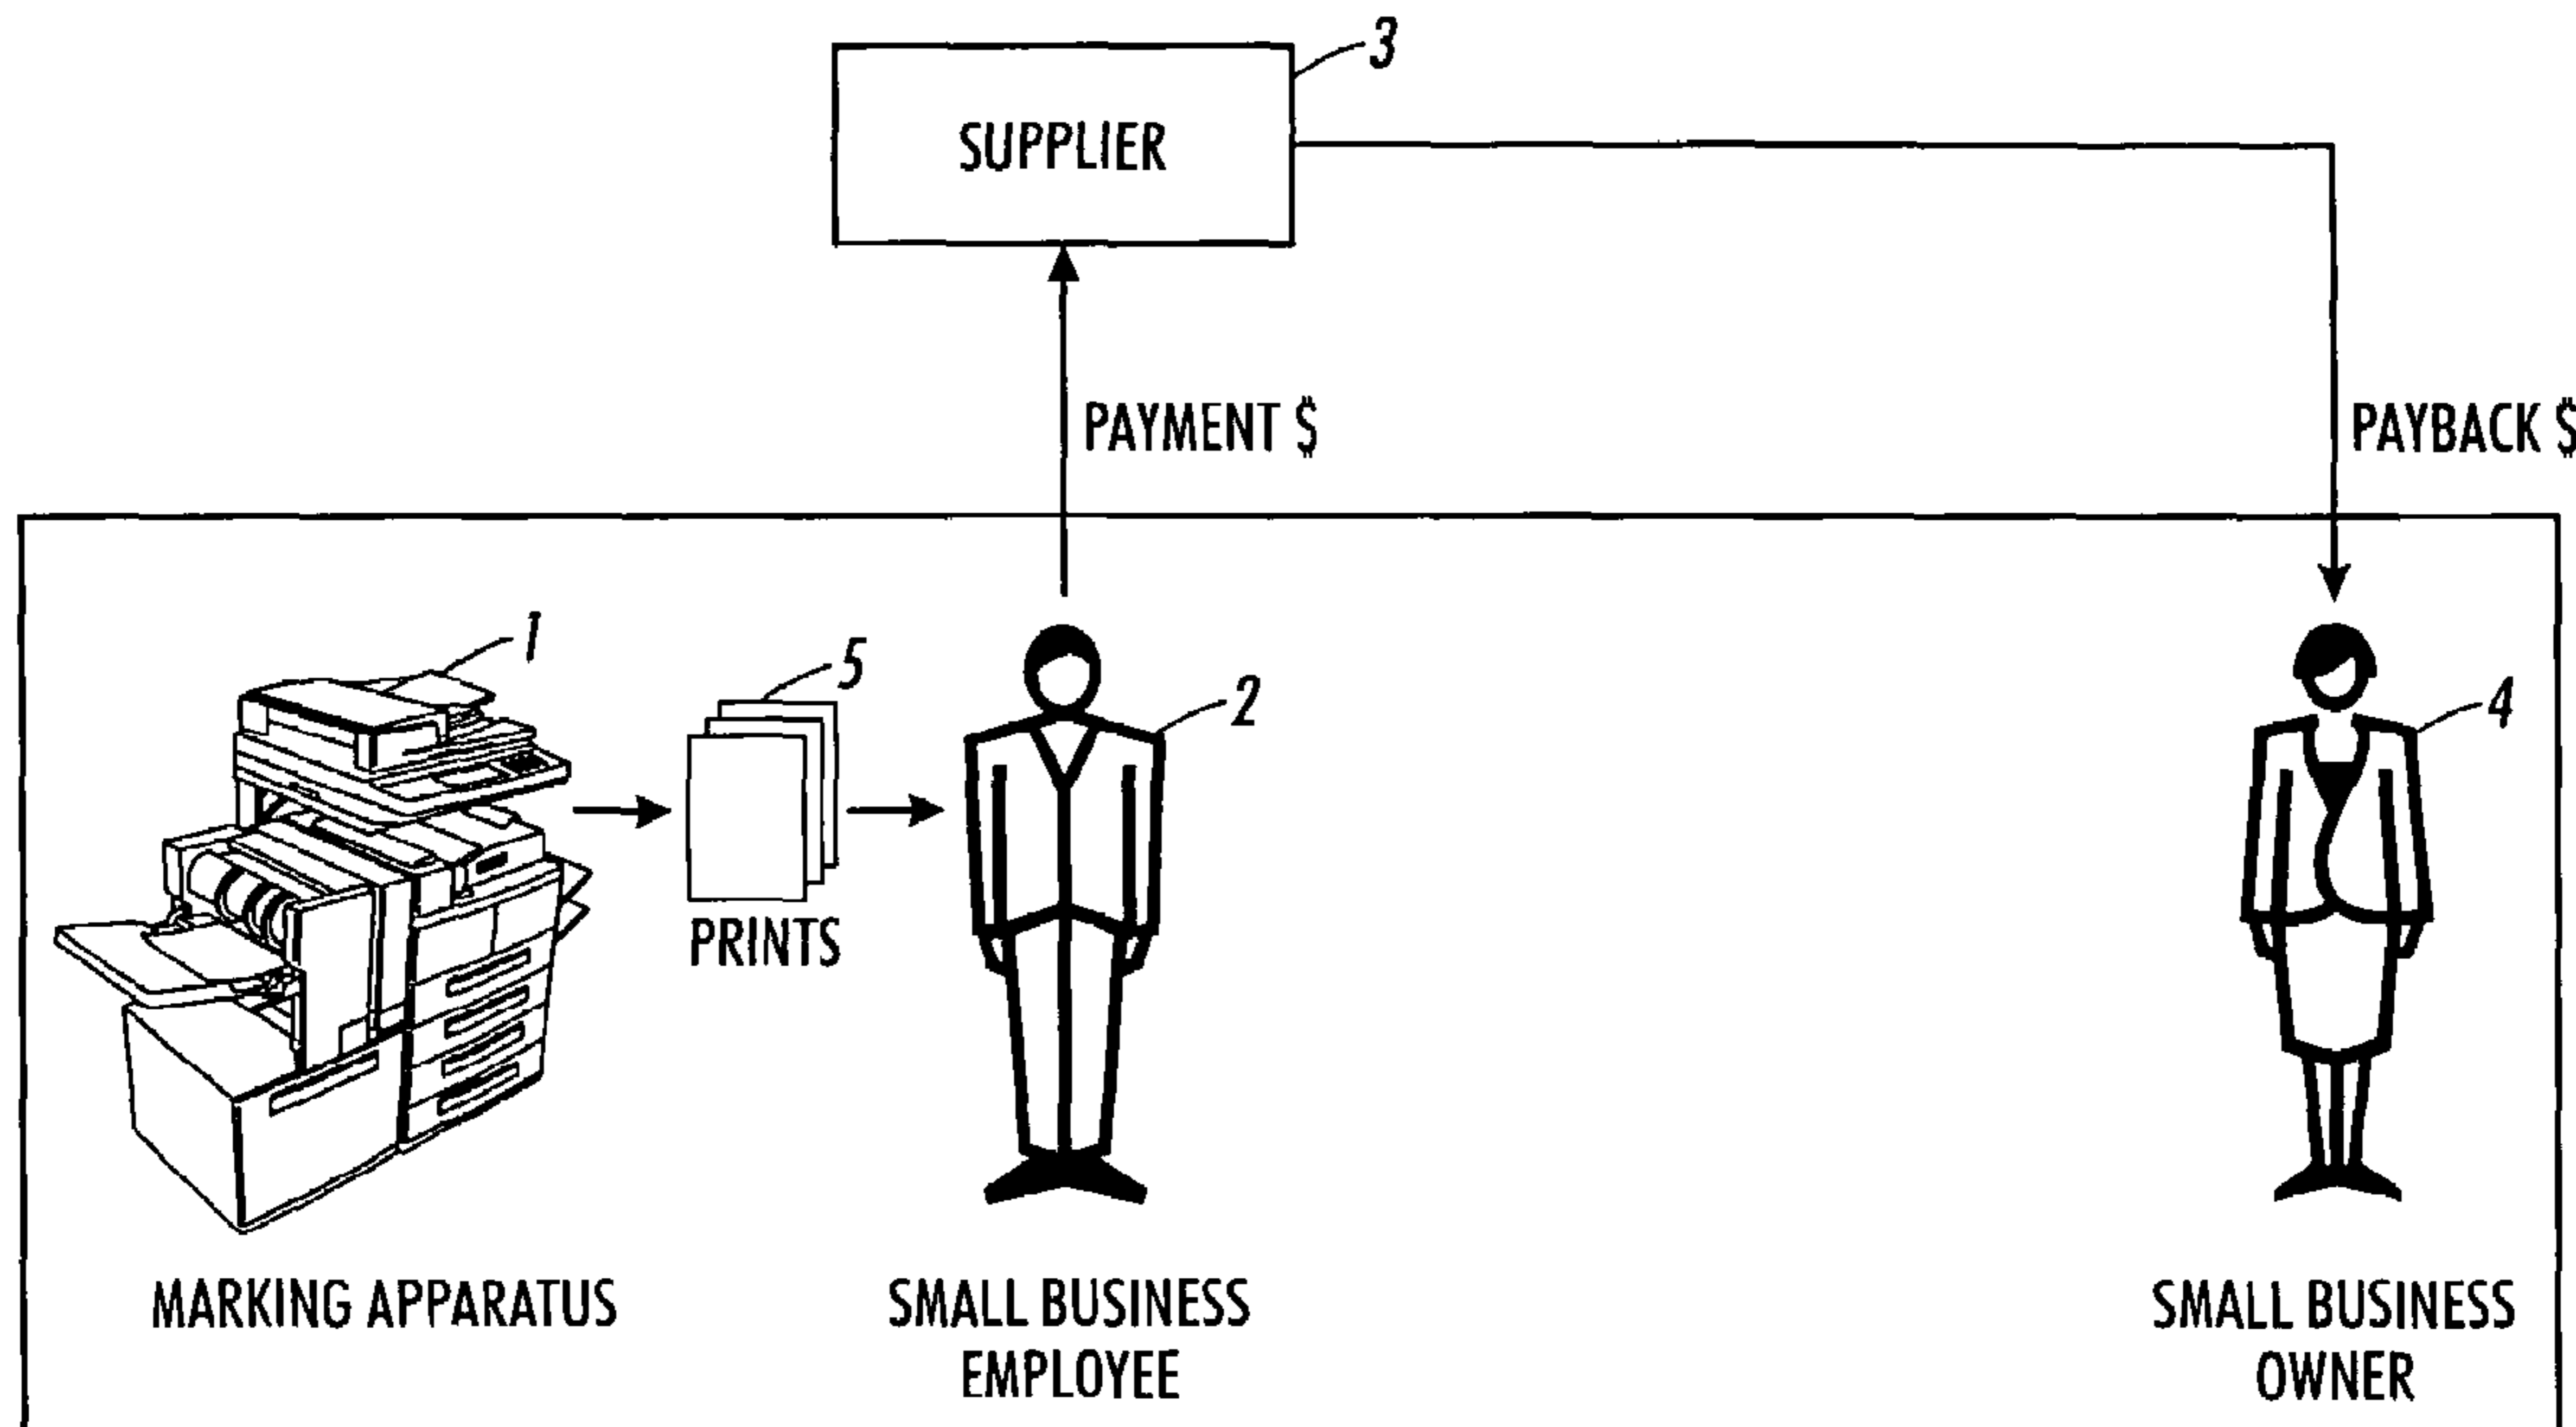 3
SUPPLIER
PAYMENT $
PAYBACK $
1
5
2
4
PRINTS
MARKING APPARATUS
SMALL BUSINESS
EMPLOYEE
SMALL BUSINESS
OWNER